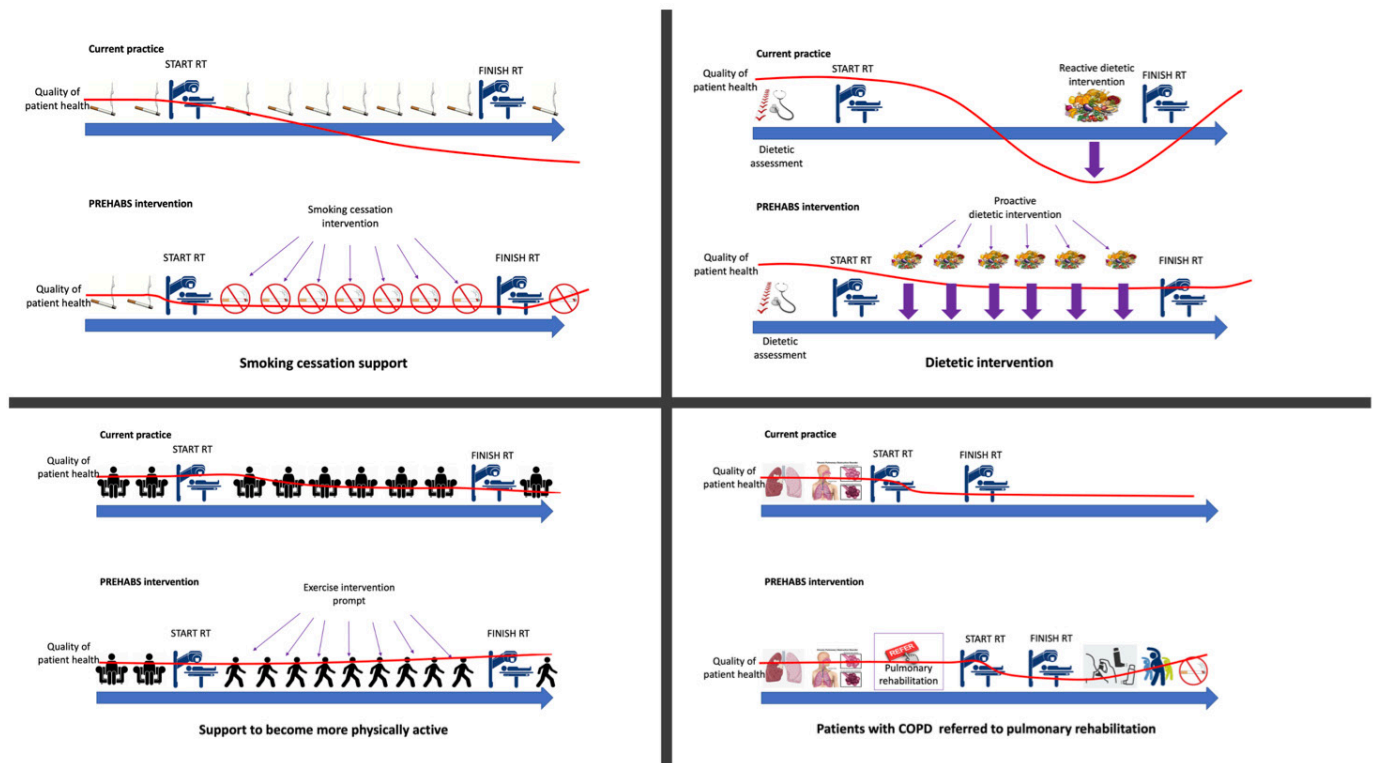 Current practice
START RT
FINISH RT
Quality of
patient health
PREHABS intervention
Smoking cessation
intervention
START RT
FINISH RT
Quality of
patient health
Smoking cessation support
Current practice
START RT
Reactive dietetic
intervention
FINISH RT
Quality of
patient health
Dietetic
assessment
PREHABS intervention
Proactive
dietetic intervention
START RT
FINISH RT
Quality of
patient health
Dietetic
assessment
Dietetic intervention
Current practice
START RT
FINISH RT
Quality of
patient health
PREHABS intervention
Exercise intervention
prompt
START RT
FINISH RT
Quality of
patient health
Support to become more physically active
Current practice
START RT
FINISH RT
Quality of
patient health
PREHABS intervention
START RT
FINISH RT
Quality of
patient health
REFER
Pulmonary
rehabilitation
Patients with COPD referred to pulmonary rehabilitation